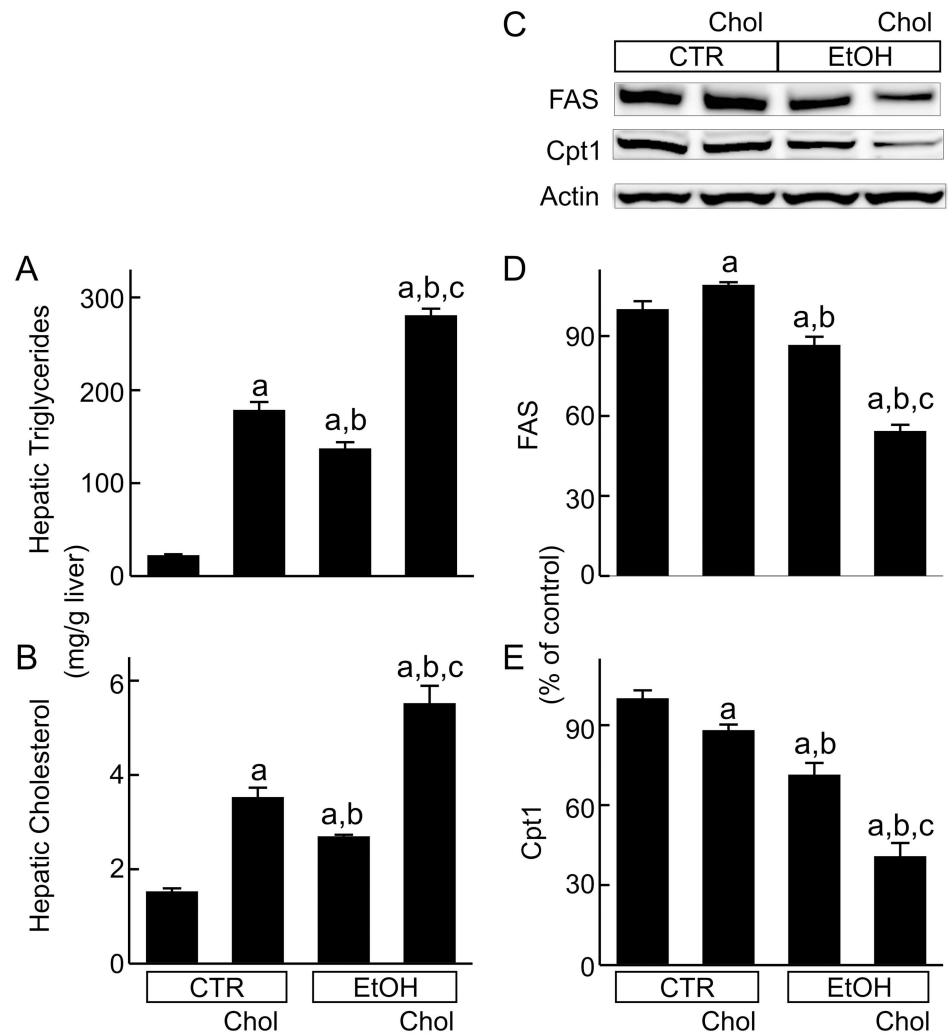 C
Chol Chol
CTR EtOH
FAS
Cpt1
Actin
A
Hepatic Triglycerides
(mg/g liver)
300
200
100
0
a
a,b
a,b,c
B
Hepatic Cholesterol
6
4
2
0
a
a,b
a,b,c
CTR EtOH
Chol Chol
D
FAS
(% of control)
90
60
30
0
a
a,b
a,b,c
E
Cpt1
90
60
30
0
a
a,b
a,b,c
CTR EtOH
Chol Chol